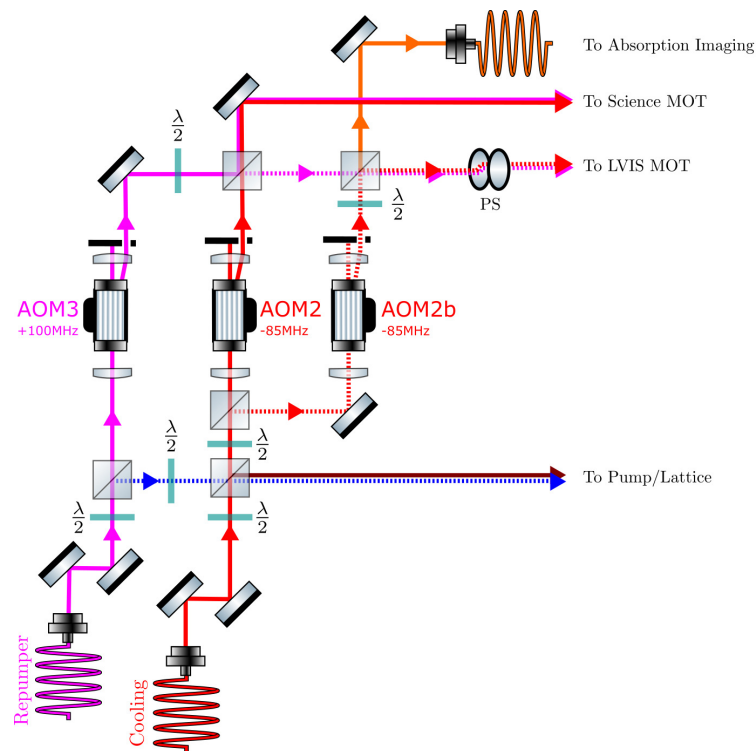 To Absorption Imaging
To Science MOT
λ/2
To LVIS MOT
PS
λ/2
AOM3
+100MHz
AOM2
-85MHz
AOM2b
-85MHz
λ/2
λ/2
To Pump/Lattice
λ/2
λ/2
Repumper
Cooling